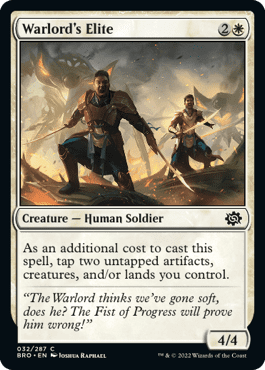 Warlord's Elite 2
Creature — Human Soldier
As an additional cost to cast this
spell, tap two untapped artifacts,
creatures, and/or lands you control.
"The Warlord thinks we've gone soft,
does he? The Fist of Progress will prove
him wrong!"
4/4
032/287 C
BRO • EN Joshua Raphael
™ & © 2022 Wizards of the Coast